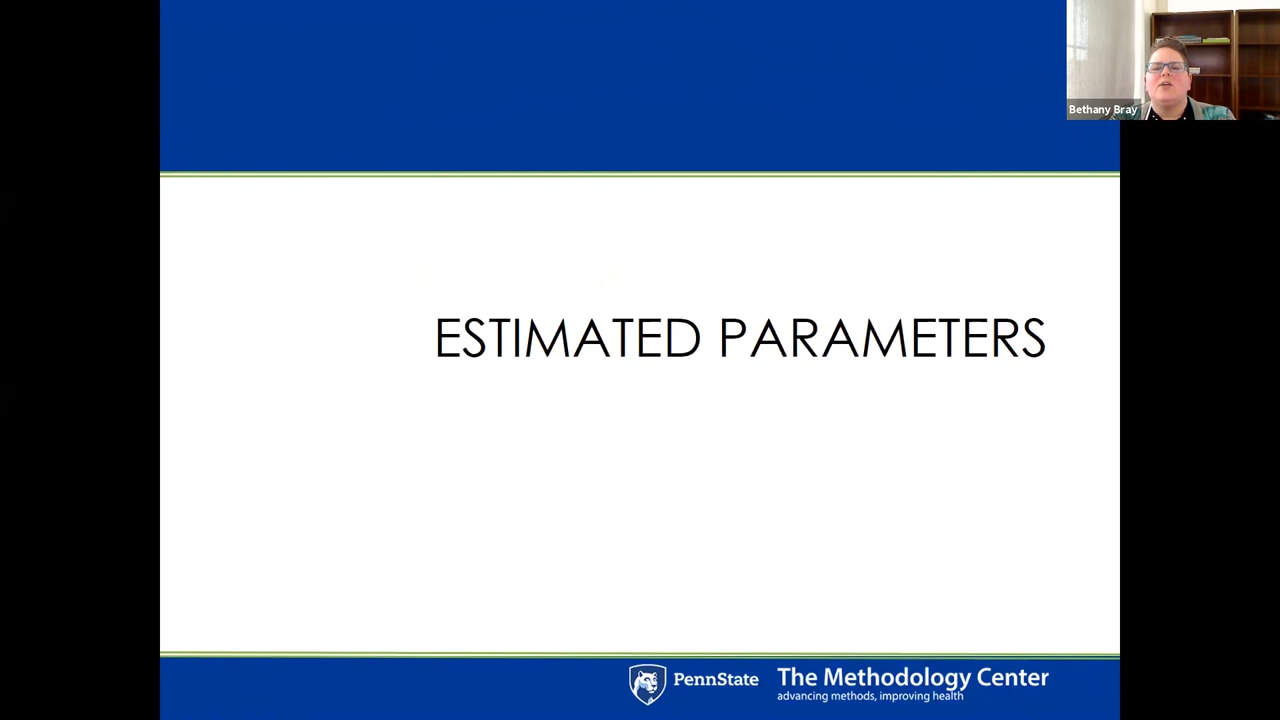 Bethany Bray
ESTIMATED PARAMETERS
PennState
The Methodology Center
advancing methods, improving health